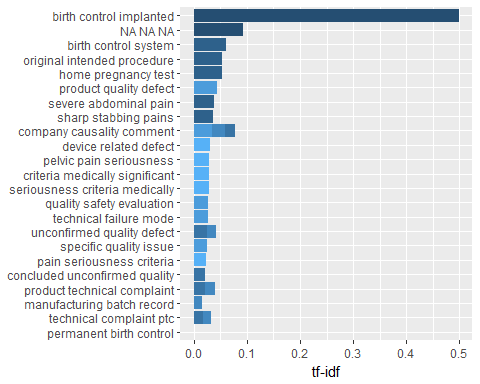 birth control implanted
NA NA NA
birth control system
original intended procedure
home pregnancy test
product quality defect
severe abdominal pain
sharp stabbing pains
company causality comment
device related defect
pelvic pain seriousness
criteria medically significant
seriousness criteria medically
quality safety evaluation
technical failure mode
unconfirmed quality defect
specific quality issue
pain seriousness criteria
concluded unconfirmed quality
product technical complaint
manufacturing batch record
technical complaint ptc
permanent birth control
0.0 0.1 0.2 0.3 0.4 0.5
tf-idf